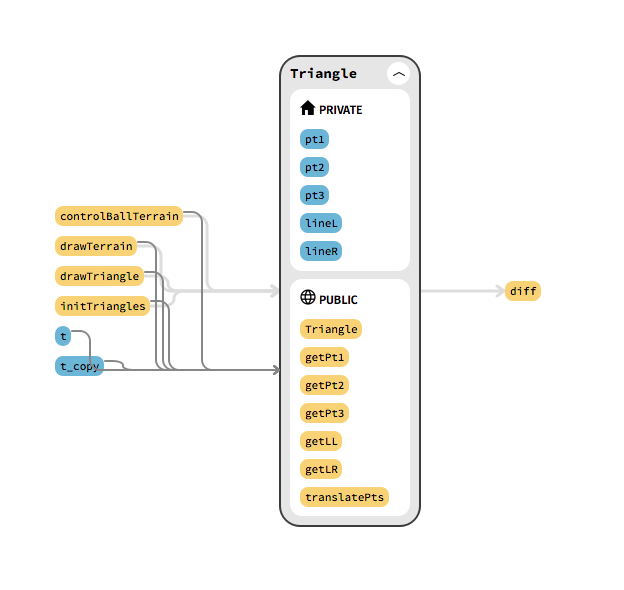 Triangle
PRIVATE
pt1
pt2
pt3
lineL
lineR
controlBallTerrain
drawTerrain
drawTriangle
initTriangles
t
t_copy
PUBLIC
Triangle
getPt1
getPt2
getPt3
getLL
getLR
translatePts
diff